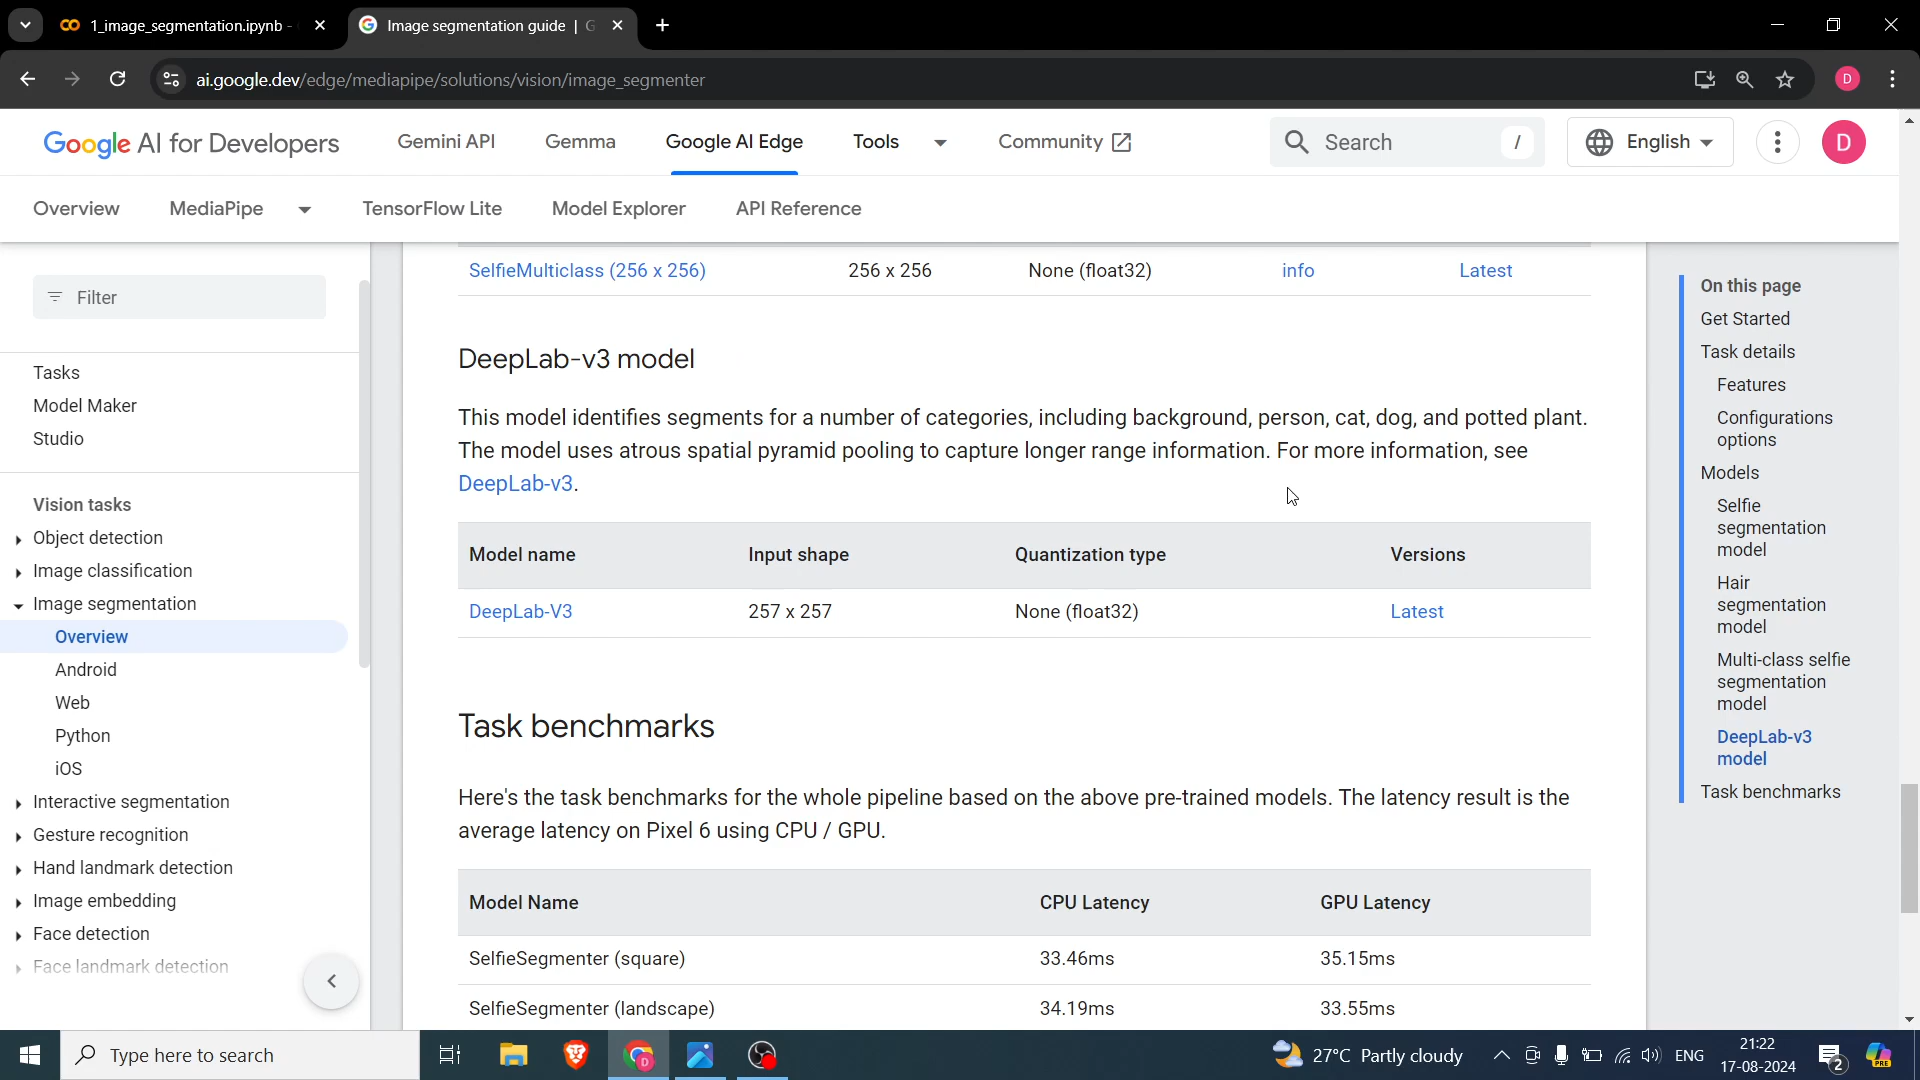 1_image_segmentation.ipynb -
Image segmentation guide | G
ai.google.dev/edge/mediapipe/solutions/vision/image_segmenter
D
Google AI for Developers
Gemini API
Gemma
Google AI Edge
Tools
Community
Search
/
English
D
Overview
MediaPipe
TensorFlow Lite
Model Explorer
API Reference
Filter
Tasks
Model Maker
Studio
Vision tasks
Object detection
Image classification
Image segmentation
Overview
Android
Web
Python
iOS
Interactive segmentation
Gesture recognition
Hand landmark detection
Image embedding
Face detection
Face landmark detection
SelfieMulticlass (256 x 256) 256 x 256 None (float32) info Latest
DeepLab-v3 model
This model identifies segments for a number of categories, including background, person, cat, dog, and potted plant.
The model uses atrous spatial pyramid pooling to capture longer range information. For more information, see
DeepLab-v3.
Model name Input shape Quantization type Versions
DeepLab-V3 257 x 257 None (float32) Latest
Task benchmarks
Here's the task benchmarks for the whole pipeline based on the above pre-trained models. The latency result is the
average latency on Pixel 6 using CPU / GPU.
Model Name CPU Latency GPU Latency
SelfieSegmenter (square) 33.46ms 35.15ms
SelfieSegmenter (landscape) 34.19ms 33.55ms
On this page
Get Started
Task details
Features
Configurations
options
Models
Selfie
segmentation
model
Hair
segmentation
model
Multi-class selfie
segmentation
model
DeepLab-v3
model
Task benchmarks
Type here to search
D
27°C Partly cloudy
ENG
21:22
17-08-2024
2
PRE